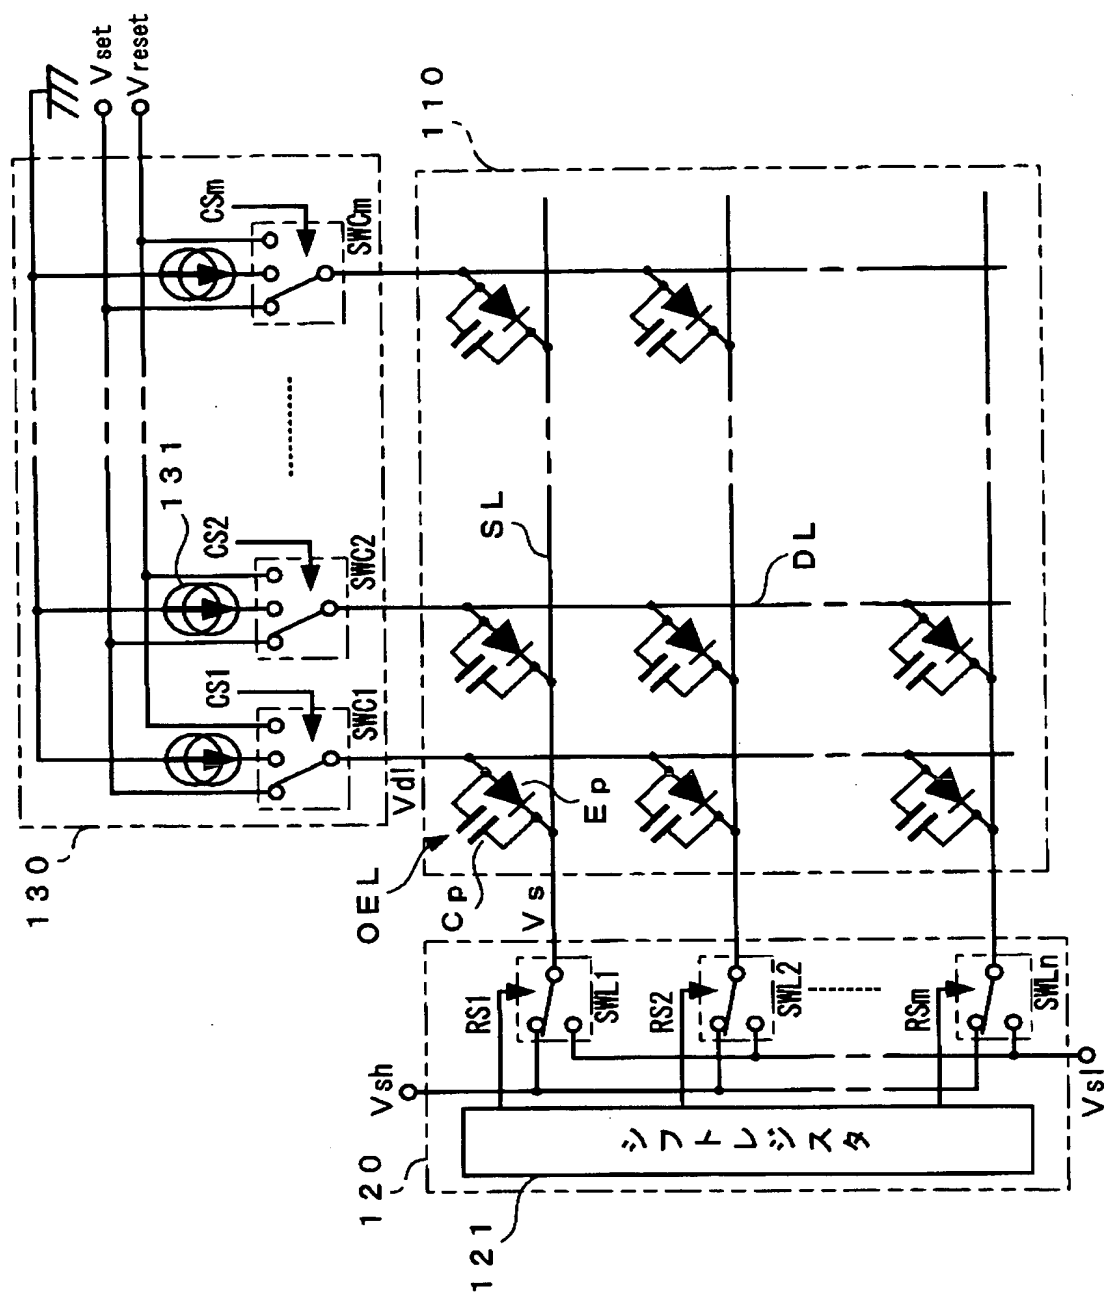 Vset
Vreset
110
CSm
SWCm
131
CS2
SWC2
CS1
SWC1
130
Vdl
SL
DL
OEL
Cp
Ep
Vs
RS1
SWL1
RS2
SWL2
RSm
SWLn
Vsh
Vsl
120
121
シフトレジスタ